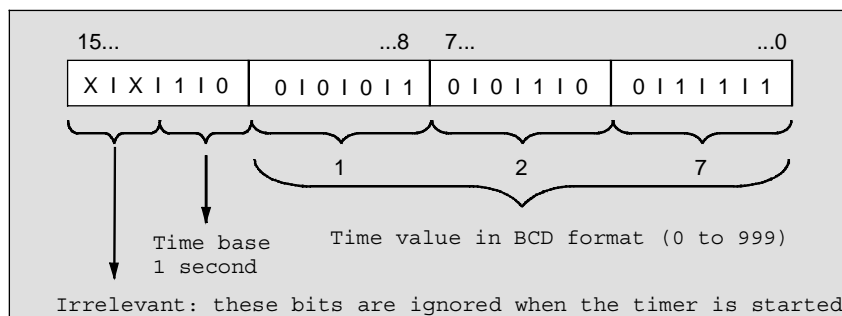 15... ...8 7... ...0
X I X I 1 I 0 0 I 0 I 0 I 1 0 I 0 I 1 I 0 0 I 1 I 1 I 1
1 2 7
Time base Time value in BCD format (0 to 999)
1 second
Irrelevant: these bits are ignored when the timer is started